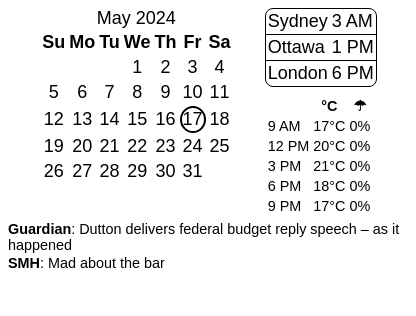 May 2024
Su Mo Tu We Th Fr Sa
1 2 3 4
5 6 7 8 9 10 11
12 13 14 15 16 17 18
19 20 21 22 23 24 25
26 27 28 29 30 31
Sydney 3 AM
Ottawa 1 PM
London 6 PM
°C ☂
9 AM 17°C 0%
12 PM 20°C 0%
3 PM 21°C 0%
6 PM 18°C 0%
9 PM 17°C 0%
Guardian: Dutton delivers federal budget reply speech – as it
happened
SMH: Mad about the bar